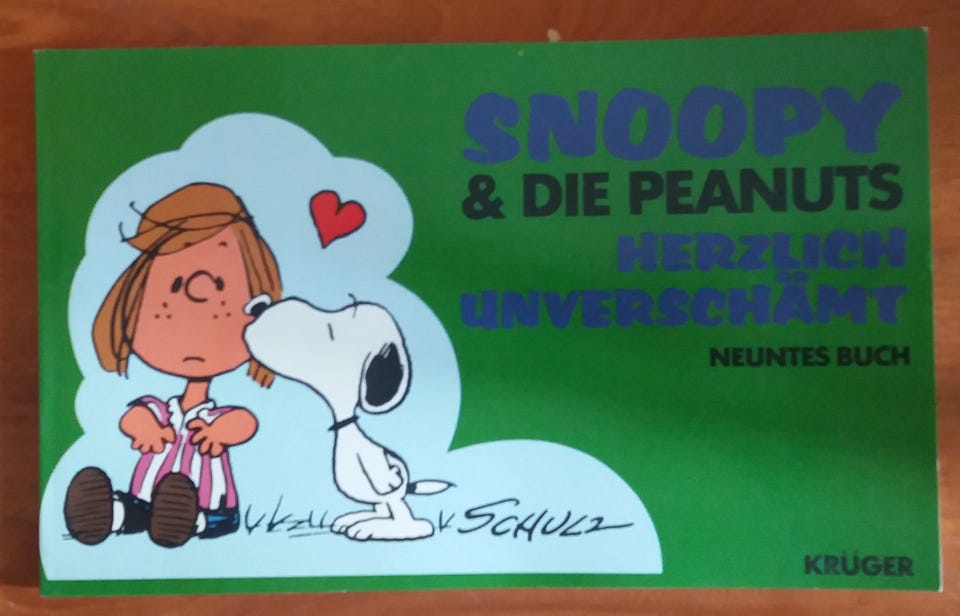 SNOOPY
& DIE PEANUTS
HERZLICH
UNVERSCHÄMT
NEUNTES BUCH
SCHULZ
KRÜGER